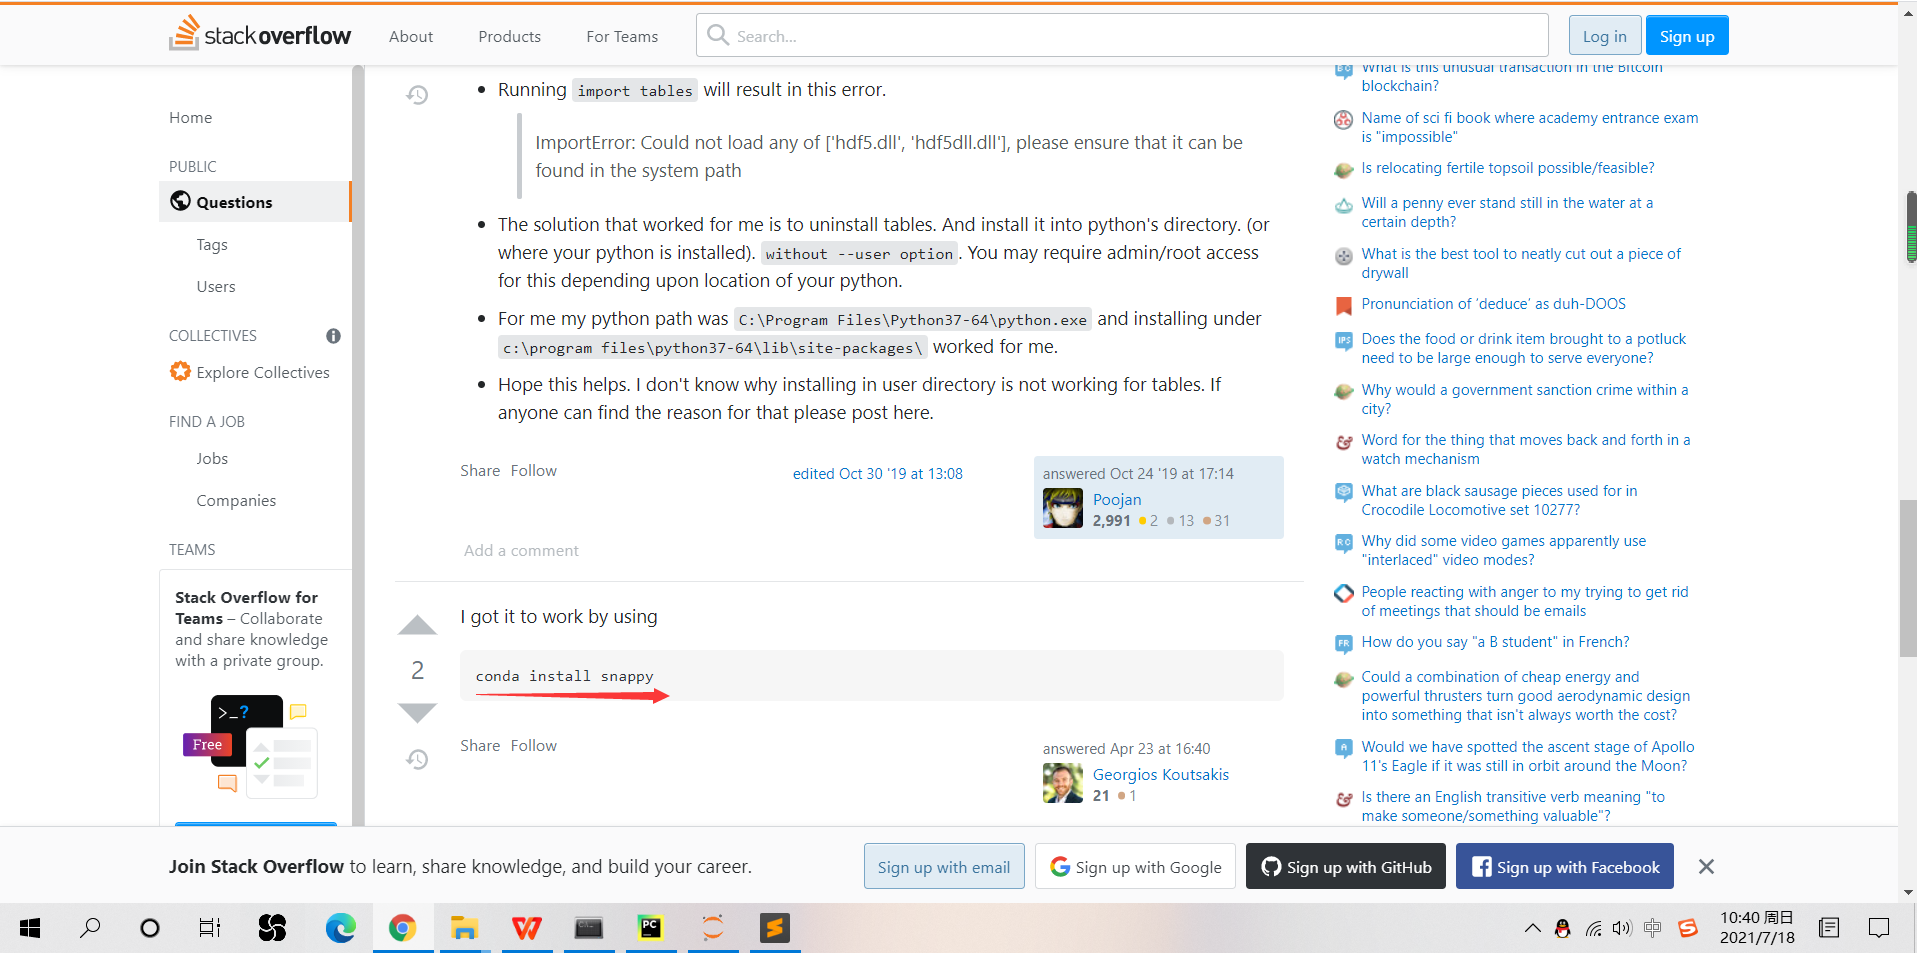 stack overflow
About
Products
For Teams
Search...
Log in
Sign up
Home
PUBLIC
Questions
Tags
Users
COLLECTIVES
Explore Collectives
FIND A JOB
Jobs
Companies
TEAMS
Stack Overflow for
Teams – Collaborate
and share knowledge
with a private group.
>_?
Free
Running import tables will result in this error.
ImportError: Could not load any of ['hdf5.dll', 'hdf5dll.dll'], please ensure that it can be
found in the system path
The solution that worked for me is to uninstall tables. And install it into python's directory. (or
where your python is installed). without --user option. You may require admin/root access
for this depending upon location of your python.
For me my python path was C:\Program Files\Python37-64\python.exe and installing under
c:\program files\python37-64\lib\site-packages\ worked for me.
Hope this helps. I don't know why installing in user directory is not working for tables. If
anyone can find the reason for that please post here.
Share Follow
edited Oct 30 '19 at 13:08
answered Oct 24 '19 at 17:14
Poojan
2,991 2 13 31
Add a comment
I got it to work by using
2
conda install snappy
Share Follow
answered Apr 23 at 16:40
Georgios Koutsakis
21 1
What is this unusual transaction in the Bitcoin
blockchain?
Name of sci fi book where academy entrance exam
is "impossible"
Is relocating fertile topsoil possible/feasible?
Will a penny ever stand still in the water at a
certain depth?
What is the best tool to neatly cut out a piece of
drywall
Pronunciation of ‘deduce’ as duh-DOOS
Does the food or drink item brought to a potluck
need to be large enough to serve everyone?
Why would a government sanction crime within a
city?
Word for the thing that moves back and forth in a
watch mechanism
What are black sausage pieces used for in
Crocodile Locomotive set 10277?
Why did some video games apparently use
"interlaced" video modes?
People reacting with anger to my trying to get rid
of meetings that should be emails
How do you say "a B student" in French?
Could a combination of cheap energy and
powerful thrusters turn good aerodynamic design
into something that isn't always worth the cost?
Would we have spotted the ascent stage of Apollo
11's Eagle if it was still in orbit around the Moon?
Is there an English transitive verb meaning "to
make someone/something valuable"?
Join Stack Overflow to learn, share knowledge, and build your career.
Sign up with email
Sign up with Google
Sign up with GitHub
Sign up with Facebook
PC
中
10:40 周日
2021/7/18